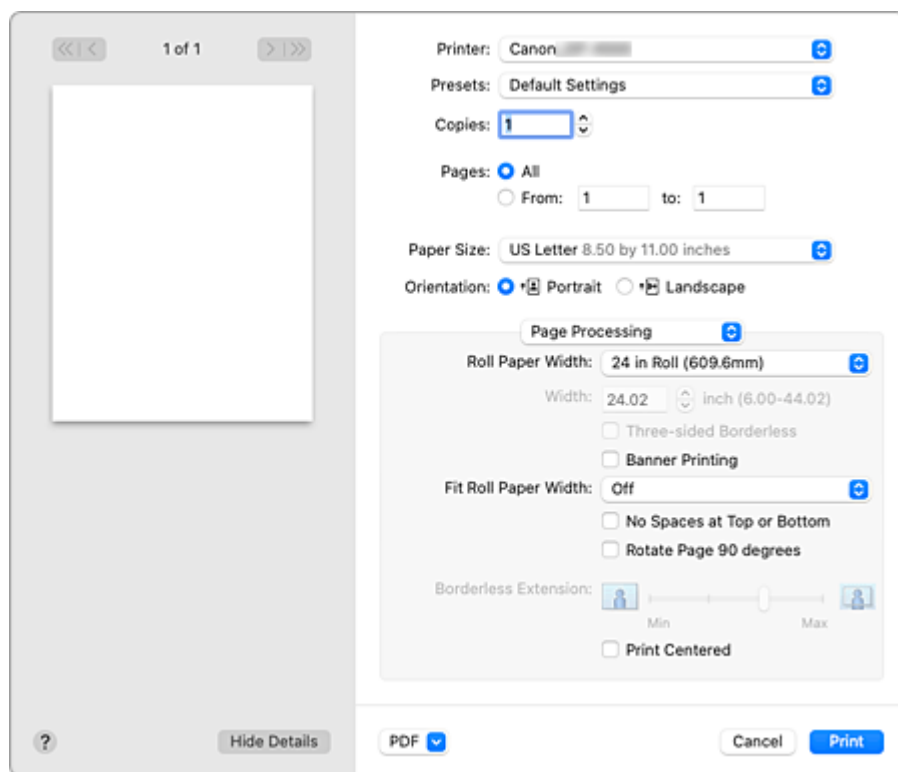 1 of 1
Printer: Canon
Presets: Default Settings
Copies: 1
Pages: All
From: 1 to: 1
Paper Size: US Letter 8.50 by 11.00 inches
Orientation: Portrait Landscape
Page Processing
Roll Paper Width: 24 in Roll (609.6mm)
Width: 24.02 inch (6.00-44.02)
Three-sided Borderless
Banner Printing
Fit Roll Paper Width: Off
No Spaces at Top or Bottom
Rotate Page 90 degrees
Borderless Extension:
Min Max
Print Centered
? Hide Details PDF Cancel Print